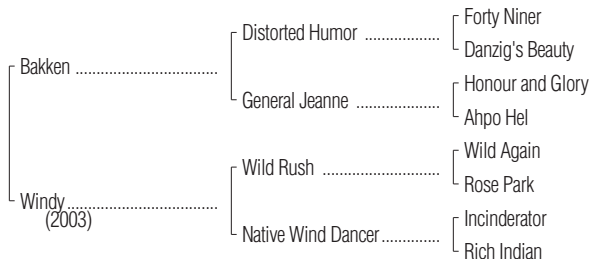 Forty Niner
Distorted Humor ..................
Danzig's Beauty
Bakken ..................................
Honour and Glory
General Jeanne ....................
Ahpo Hel
Wild Again
Wild Rush ............................
Rose Park
Windy....................................
(2003)
Incinderator
Native Wind Dancer..............
Rich Indian